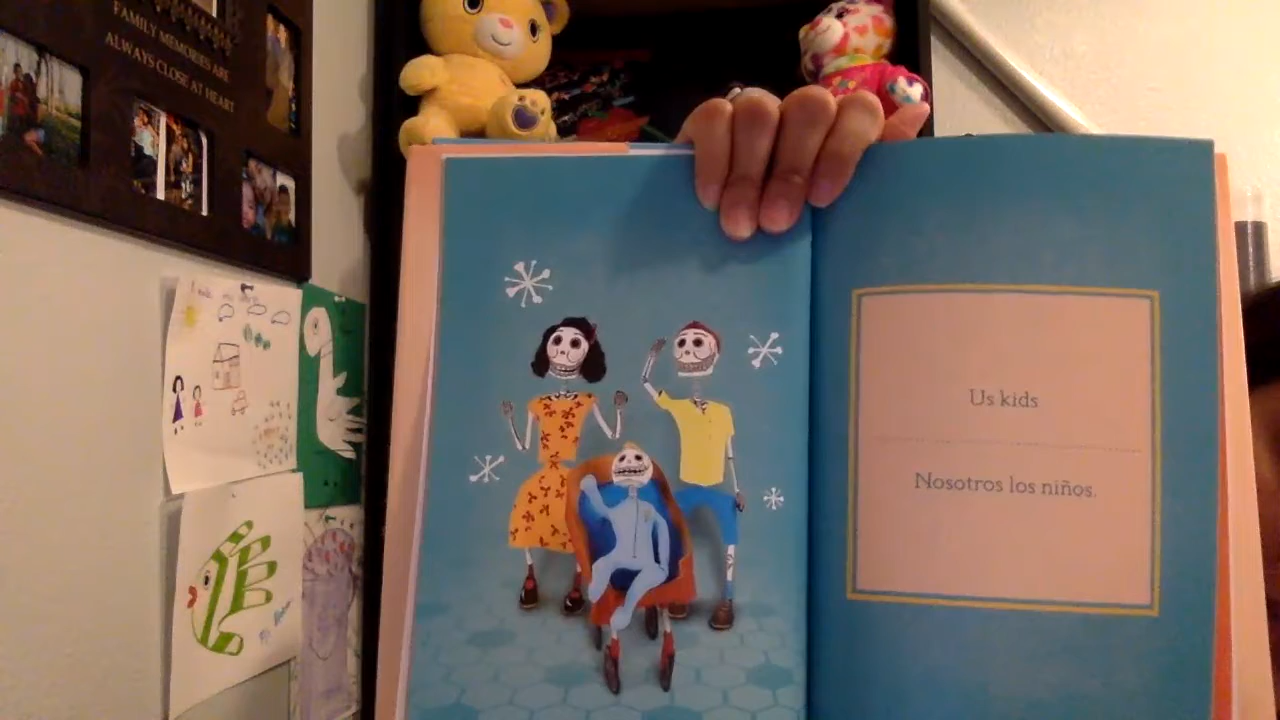 FAMILY MEMORIES ARE
ALWAYS CLOSE AT HEART
Us kids
Nosotros los niños.